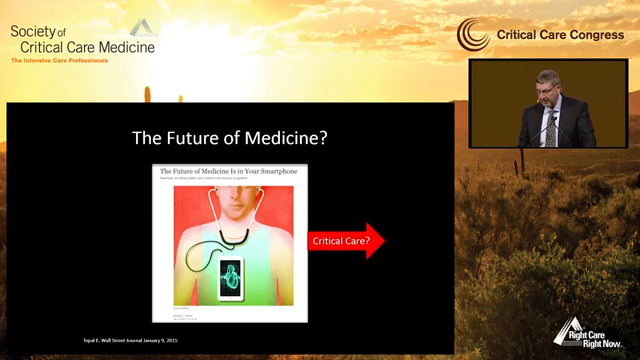 Society of
Critical Care Medicine
The Intensive Care Professionals
Critical Care Congress
The Future of Medicine?
The Future of Medicine Is in Your Smartphone
Critical Care?
Topal E. Wall Street Journal January 9, 2015
Right Care
Right Now